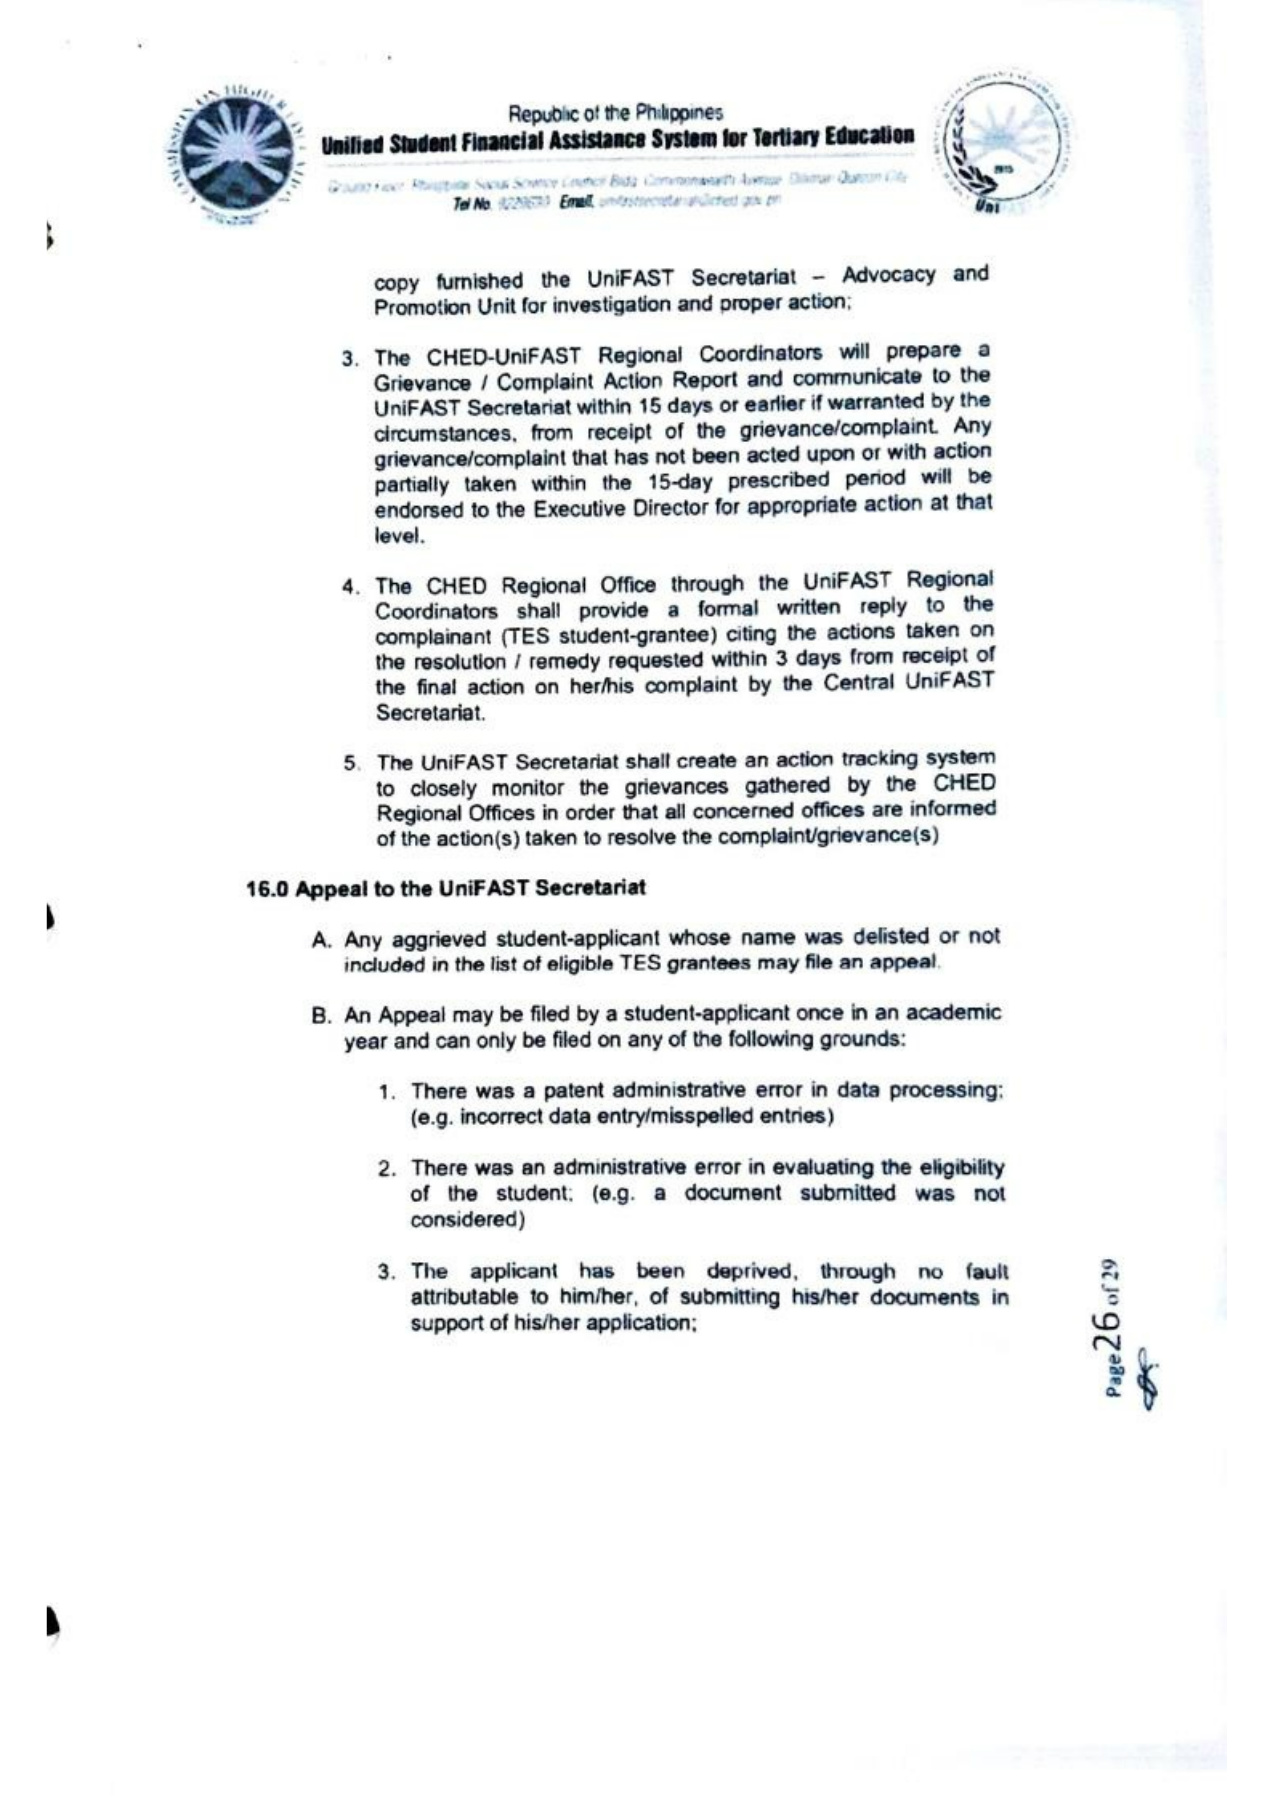 COMMISSION ON HIGHER EDUCATION
Republic of the Philippines
Unified Student Financial Assistance System for Tertiary Education
Ground Floor, Philippine Social Science Council Bldg. Commonwealth Avenue Diliman Quezon City
Tel No. Email.
2015
Uni
copy furnished the UniFAST Secretariat – Advocacy and
Promotion Unit for investigation and proper action;
3. The CHED-UniFAST Regional Coordinators will prepare a
Grievance / Complaint Action Report and communicate to the
UniFAST Secretariat within 15 days or earlier if warranted by the
circumstances, from receipt of the grievance/complaint. Any
grievance/complaint that has not been acted upon or with action
partially taken within the 15-day prescribed period will be
endorsed to the Executive Director for appropriate action at that
level.
4. The CHED Regional Office through the UniFAST Regional
Coordinators shall provide a formal written reply to the
complainant (TES student-grantee) citing the actions taken on
the resolution / remedy requested within 3 days from receipt of
the final action on her/his complaint by the Central UniFAST
Secretariat.
5. The UniFAST Secretariat shall create an action tracking system
to closely monitor the grievances gathered by the CHED
Regional Offices in order that all concerned offices are informed
of the action(s) taken to resolve the complaint/grievance(s)
16.0 Appeal to the UniFAST Secretariat
A. Any aggrieved student-applicant whose name was delisted or not
included in the list of eligible TES grantees may file an appeal.
B. An Appeal may be filed by a student-applicant once in an academic
year and can only be filed on any of the following grounds:
1. There was a patent administrative error in data processing;
(e.g. incorrect data entry/misspelled entries)
2. There was an administrative error in evaluating the eligibility
of the student; (e.g. a document submitted was not
considered)
3. The applicant has been deprived, through no fault
attributable to him/her, of submitting his/her documents in
support of his/her application;
Page 26 of 29